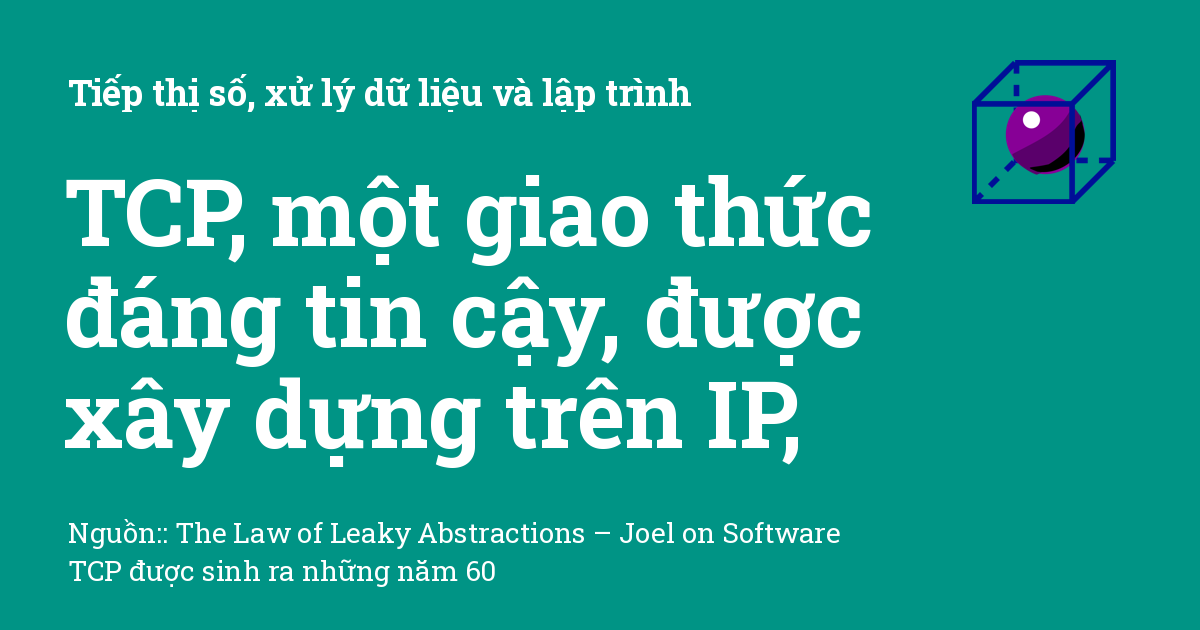 Tiếp thị số, xử lý dữ liệu và lập trình
TCP, một giao thức
đáng tin cậy, được
xây dựng trên IP,
Nguồn:: The Law of Leaky Abstractions – Joel on Software
TCP được sinh ra những năm 60